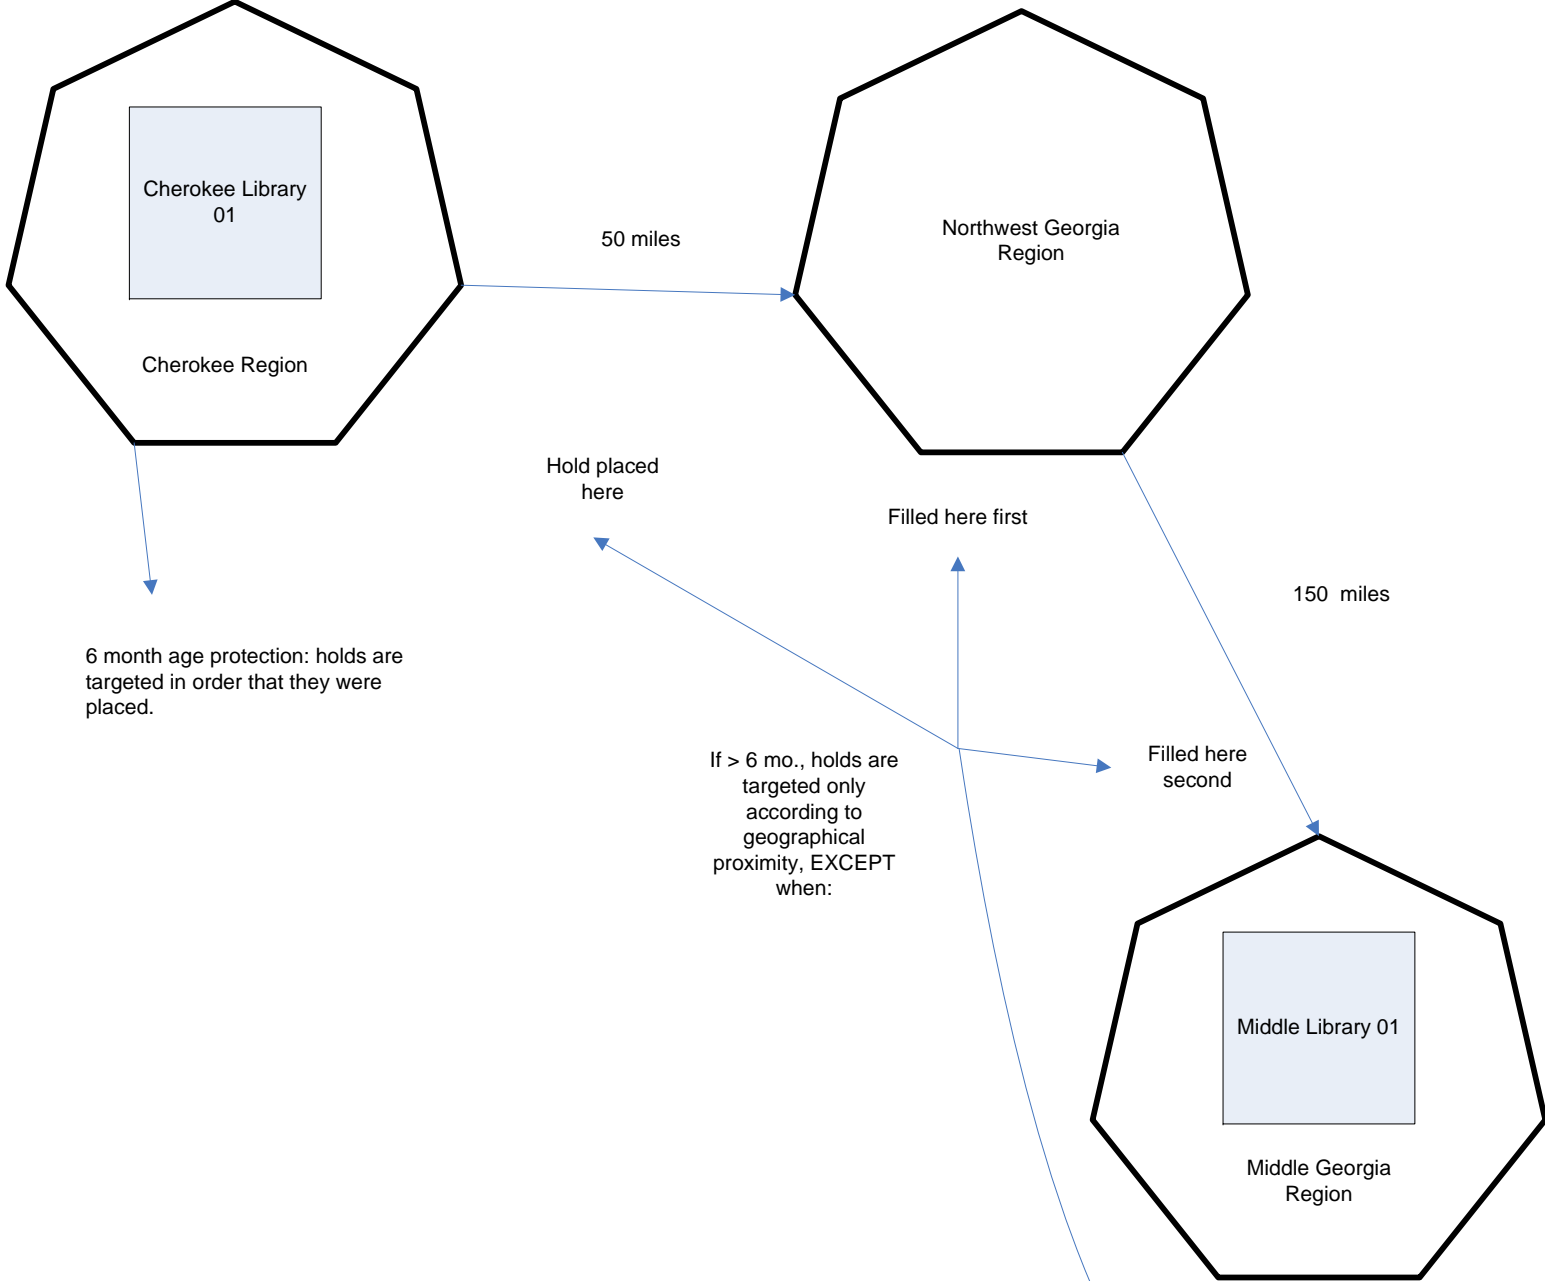 Cherokee Library
01
Cherokee Region
50 miles
Northwest Georgia
Region
Hold placed
here
Filled here first
150  miles
6 month age protection: holds are
targeted in order that they were
placed.
If > 6 mo., holds are
targeted only
according to
geographical
proximity, EXCEPT
when:
Filled here
second
Middle Library 01
Middle Georgia
Region